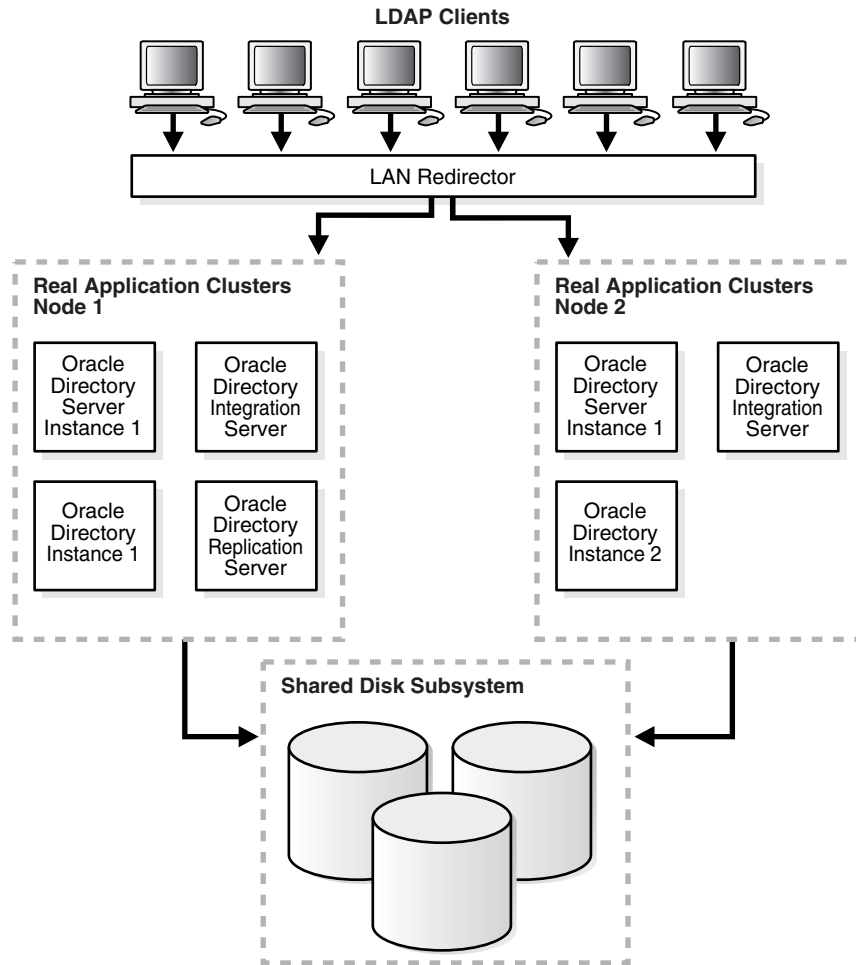 LDAP Clients
LAN Redirector
Real Application Clusters
Node 1
Oracle
Directory
Server
Instance 1
Oracle
Directory
Integration
Server
Oracle
Directory
Instance 1
Oracle
Directory
Replication
Server
Real Application Clusters
Node 2
Oracle
Directory
Server
Instance 1
Oracle
Directory
Integration
Server
Oracle
Directory
Instance 2
Shared Disk Subsystem